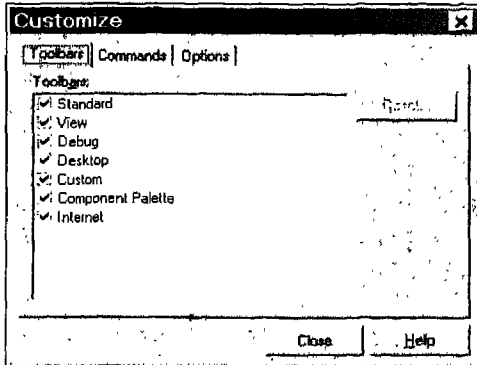 Customize
Toolbars Commands Options
Toolbars:
Standard
Reset...
View
Debug
Desktop
Custom
Component Palette
Internet
Close Help